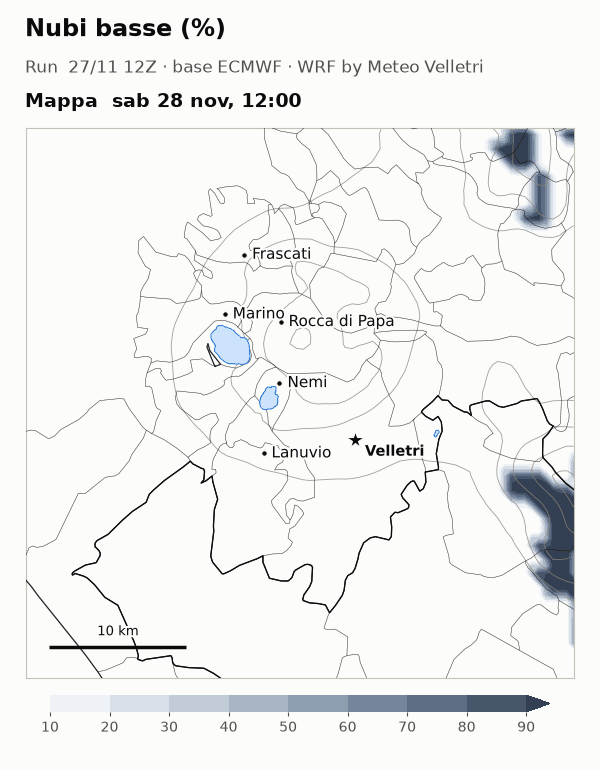 Nubi basse (%)
Run  27/11 12Z · base ECMWF · WRF by Meteo Velletri
Mappa  sab 28 nov, 12:00
Frascati
Marino
Rocca di Papa
Nemi
Velletri
Lanuvio
10 km
10 20 30 40 50 60 70 80 90